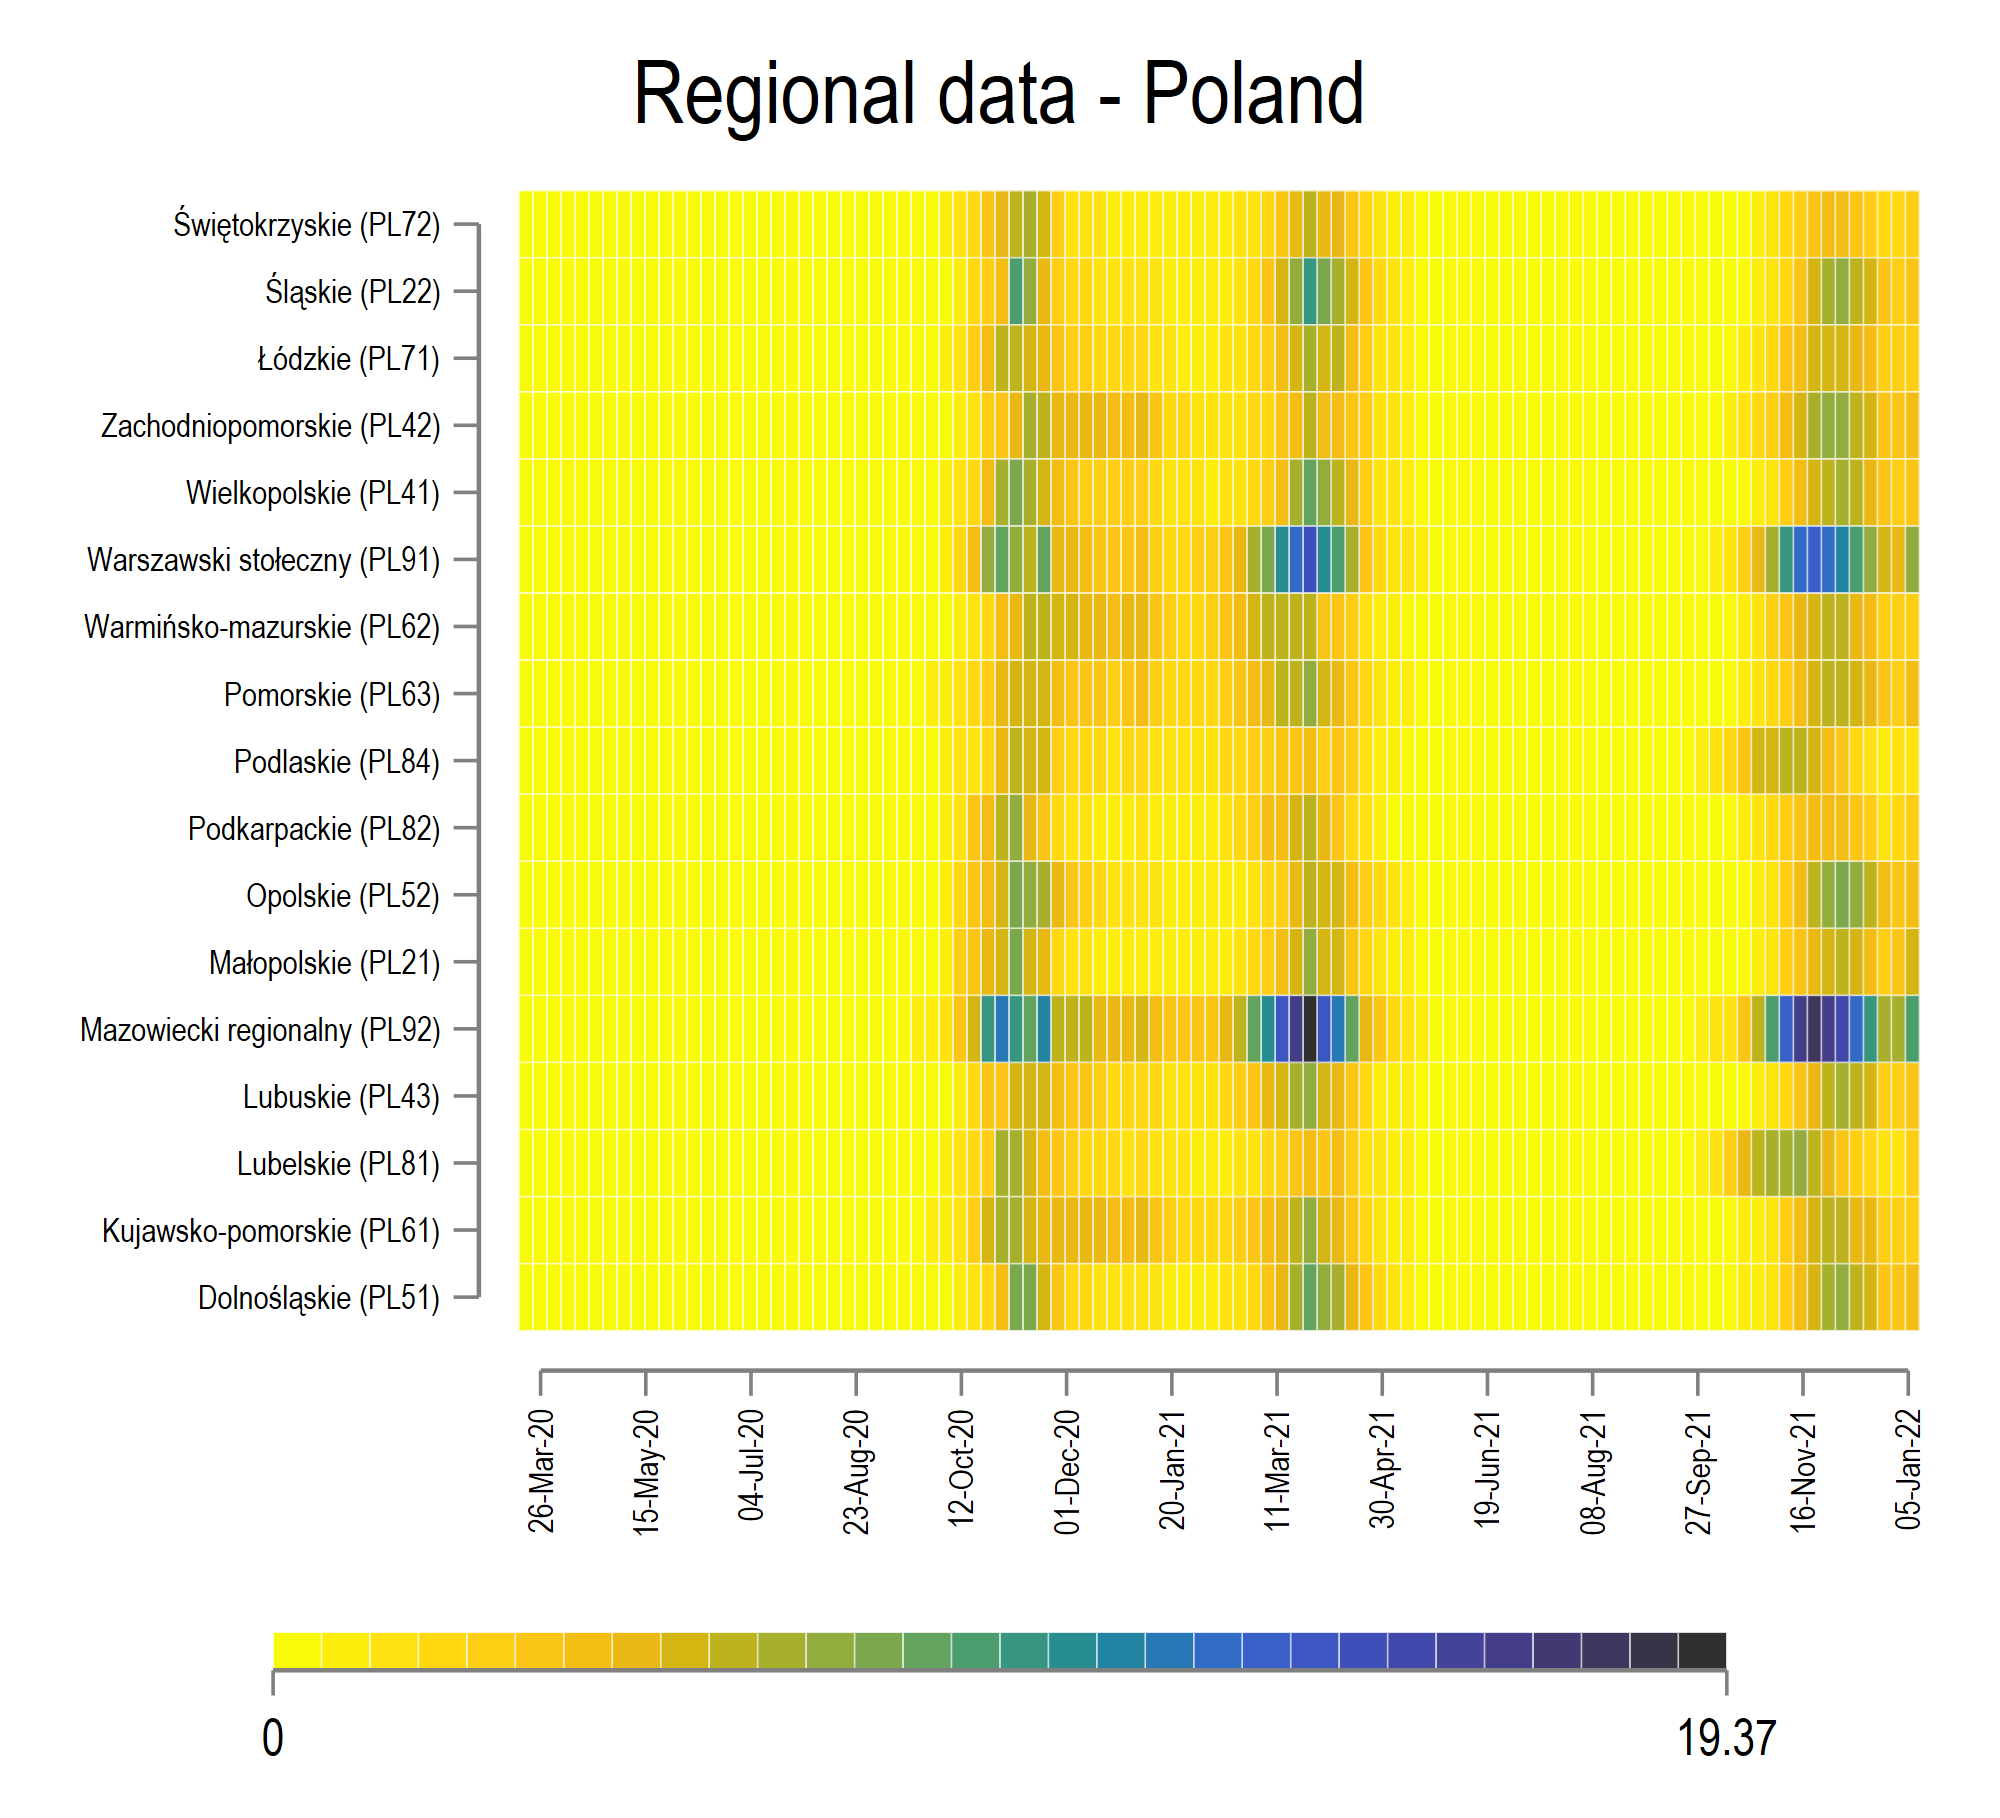 Regional data - Poland
Świętokrzyskie (PL72)
Śląskie (PL22)
Łódzkie (PL71)
Zachodniopomorskie (PL42)
Wielkopolskie (PL41)
Warszawski stołeczny (PL91)
Warmińsko-mazurskie (PL62)
Pomorskie (PL63)
Podlaskie (PL84)
Podkarpackie (PL82)
Opolskie (PL52)
Małopolskie (PL21)
Mazowiecki regionalny (PL92)
Lubuskie (PL43)
Lubelskie (PL81)
Kujawsko-pomorskie (PL61)
Dolnośląskie (PL51)
26-Mar-20
15-May-20
04-Jul-20
23-Aug-20
12-Oct-20
01-Dec-20
20-Jan-21
11-Mar-21
30-Apr-21
19-Jun-21
08-Aug-21
27-Sep-21
16-Nov-21
05-Jan-22
0
19.37